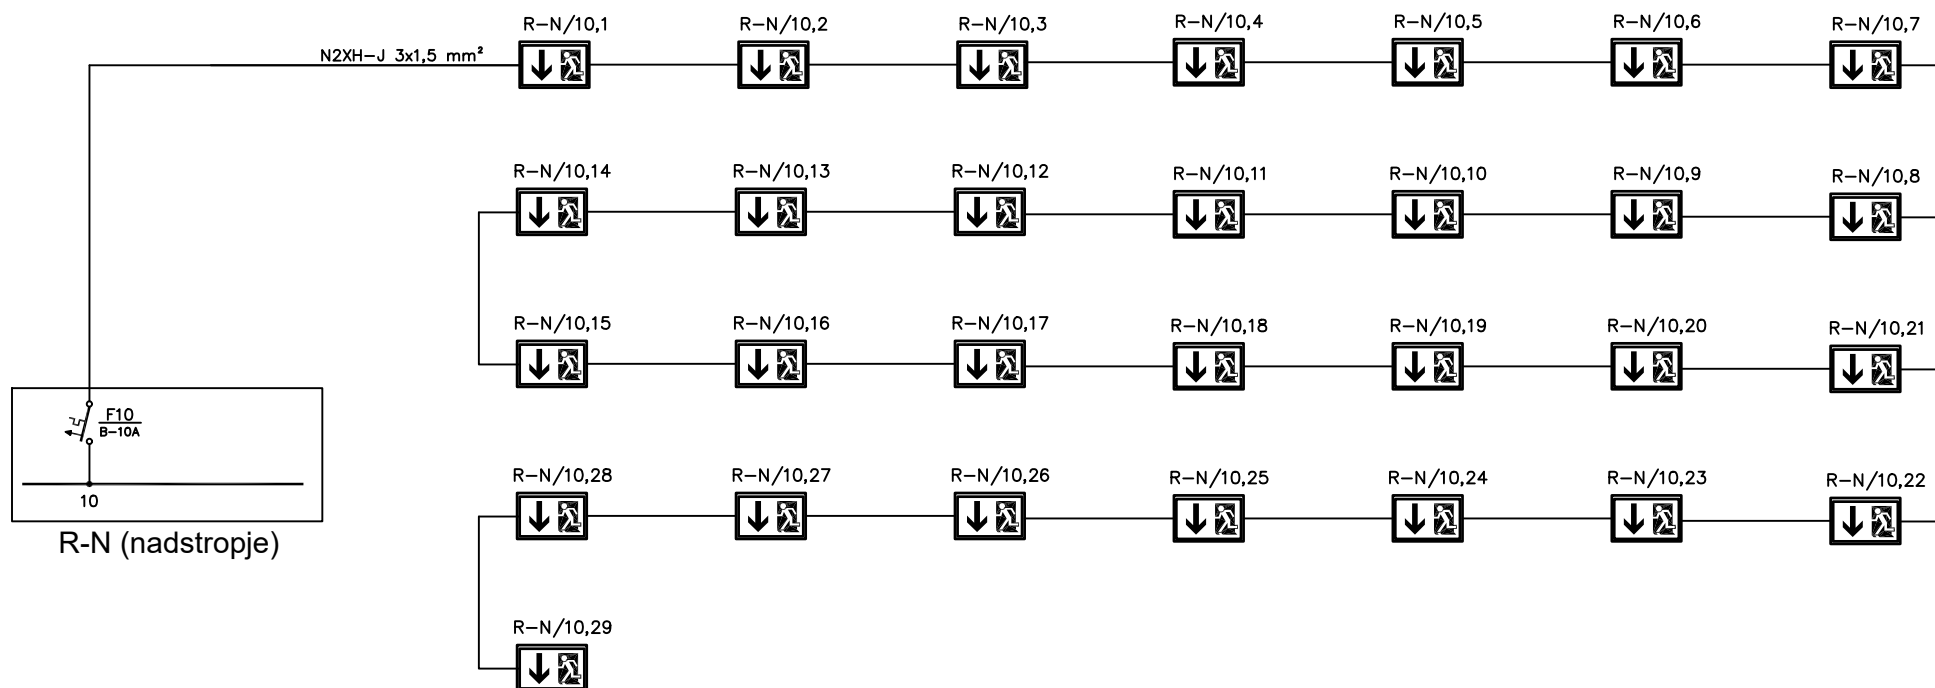 R-N/10,1 R-N/10,2 R-N/10,3 R-N/10,4 R-N/10,5 R-N/10,6 R-N/10,7
N2XH-J 3x1,5 mm²
R-N/10,14 R-N/10,13 R-N/10,12 R-N/10,11 R-N/10,10 R-N/10,9 R-N/10,8
R-N/10,15 R-N/10,16 R-N/10,17 R-N/10,18 R-N/10,19 R-N/10,20 R-N/10,21
F10
B-10A
R-N/10,28 R-N/10,27 R-N/10,26 R-N/10,25 R-N/10,24 R-N/10,23 R-N/10,22
10
R-N (nadstropje)
R-N/10,29